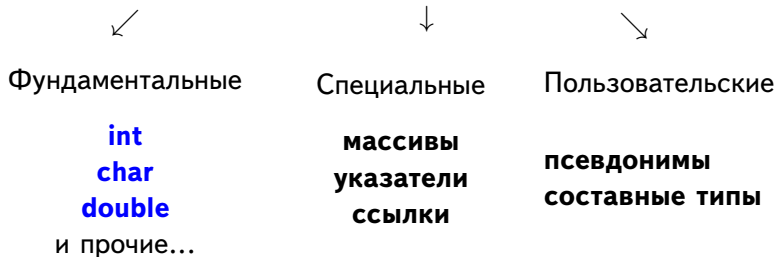 Фундаментальные
int
char
double
и прочие...
Специальные
массивы
указатели
ссылки
Пользовательские
псевдонимы
составные типы